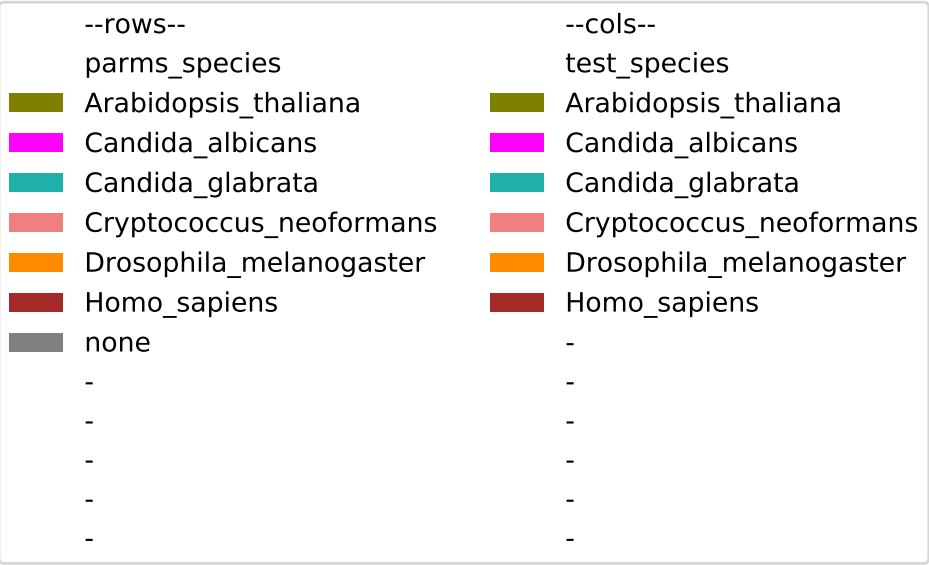 --rows-- --cols--
parms_species test_species
Arabidopsis_thaliana Arabidopsis_thaliana
Candida_albicans Candida_albicans
Candida_glabrata Candida_glabrata
Cryptococcus_neoformans Cryptococcus_neoformans
Drosophila_melanogaster Drosophila_melanogaster
Homo_sapiens Homo_sapiens
none -
- -
- -
- -
- -
- -